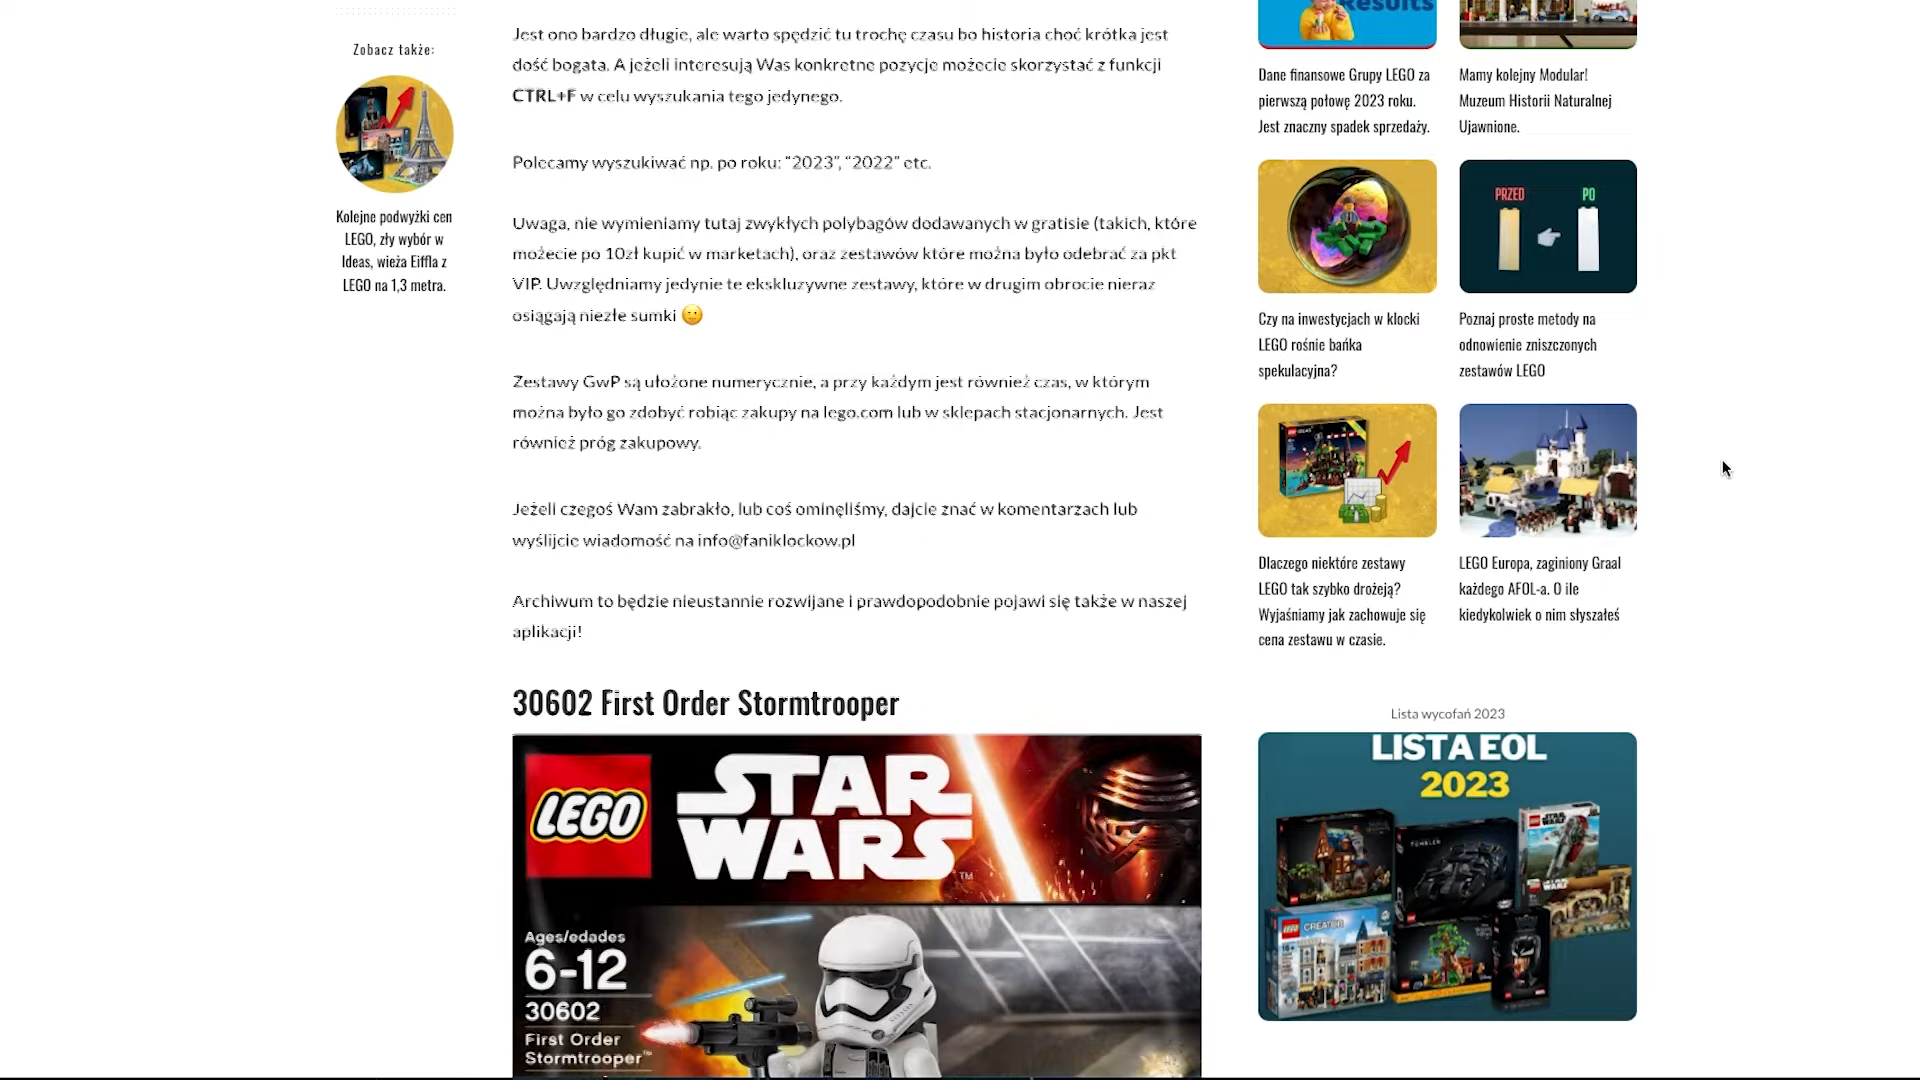 Zobacz także:
Kolejne podwyżki cen
LEGO, zły wybór w
Ideas, wieża Eiffla z
LEGO na 1,3 metra.
Jest ono bardzo długie, ale warto spędzić tu trochę czasu bo historia choć krótka jest
dość bogata. A jeżeli interesują Was konkretne pozycje możecie skorzystać z funkcji
CTRL+F w celu wyszukania tego jedynego.
Polecamy wyszukiwać np. po roku: “2023”, “2022” etc.
Uwaga, nie wymieniamy tutaj zwykłych polybagów dodawanych w gratisie (takich, które
możecie po 10zł kupić w marketach), oraz zestawów które można było odebrać za pkt
VIP. Uwzględniamy jedynie te ekskluzywne zestawy, które w drugim obrocie nieraz
osiągają niezłe sumki 🙂
Zestawy GwP są ułożone numerycznie, a przy każdym jest również czas, w którym
można było go zdobyć robiąc zakupy na lego.com lub w sklepach stacjonarnych. Jest
również próg zakupowy.
Jeżeli czegoś Wam zabrakło, lub coś ominęliśmy, dajcie znać w komentarzach lub
wyślijcie wiadomość na info@faniklockow.pl
Archiwum to będzie nieustannie rozwijane i prawdopodobnie pojawi się także w naszej
aplikacji!
30602 First Order Stormtrooper
LEGO
STAR
WARS™
Ages/edades
6-12
30602
First Order
Stormtrooper™
Results
Dane finansowe Grupy LEGO za
pierwszą połowę 2023 roku.
Jest znaczny spadek sprzedaży.
Mamy kolejny Modular!
Muzeum Historii Naturalnej
Ujawnione.
PRZED PO
Czy na inwestycjach w klocki
LEGO rośnie bańka
spekulacyjna?
Poznaj proste metody na
odnowienie zniszczonych
zestawów LEGO
Dlaczego niektóre zestawy
LEGO tak szybko drożeją?
Wyjaśniamy jak zachowuje się
cena zestawu w czasie.
LEGO Europa, zaginiony Graal
każdego AFOL-a. O ile
kiedykolwiek o nim słyszałeś
Lista wycofań 2023
LISTA EOL
2023
TUMBLER
STAR WARS
LEGO CREATOR